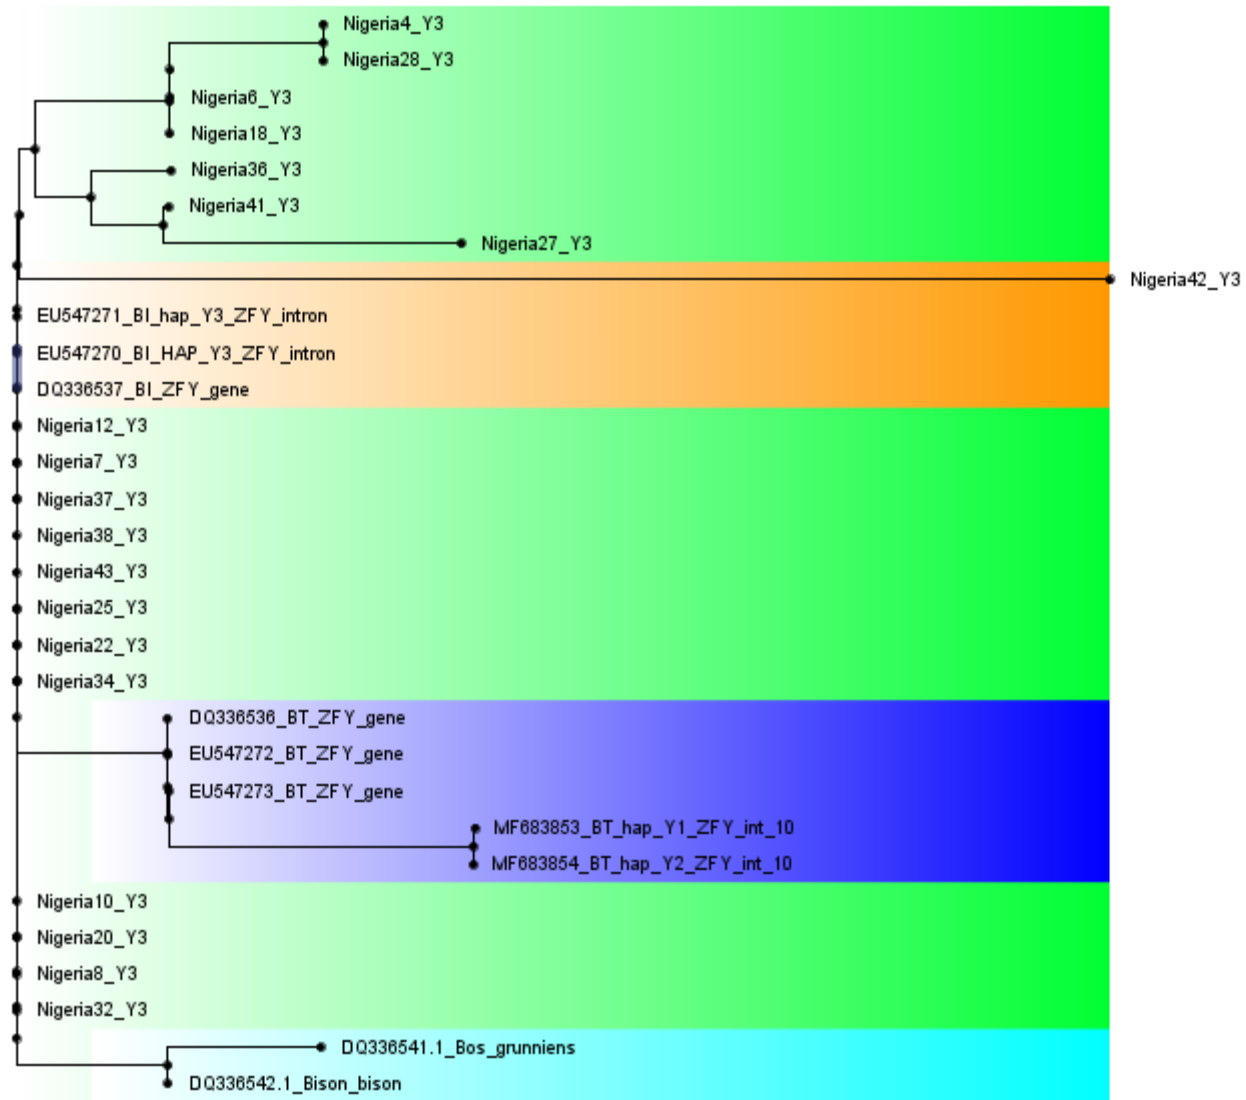 Nigeria4_Y3
Nigeria28_Y3
Nigeria6_Y3
Nigeria18_Y3
Nigeria36_Y3
Nigeria41_Y3
Nigeria27_Y3
Nigeria42_Y3
EU547271_BI_hap_Y3_ZFY_intron
EU547270_BI_HAP_Y3_ZFY_intron
DQ336537_BI_ZFY_gene
Nigeria12_Y3
Nigeria7_Y3
Nigeria37_Y3
Nigeria38_Y3
Nigeria43_Y3
Nigeria25_Y3
Nigeria22_Y3
Nigeria34_Y3
DQ336536_BT_ZFY_gene
EU547272_BT_ZFY_gene
EU547273_BT_ZFY_gene
MF683853_BT_hap_Y1_ZFY_int_10
MF683854_BT_hap_Y2_ZFY_int_10
Nigeria10_Y3
Nigeria20_Y3
Nigeria8_Y3
Nigeria32_Y3
DQ336541.1_Bos_grunniens
DQ336542.1_Bison_bison